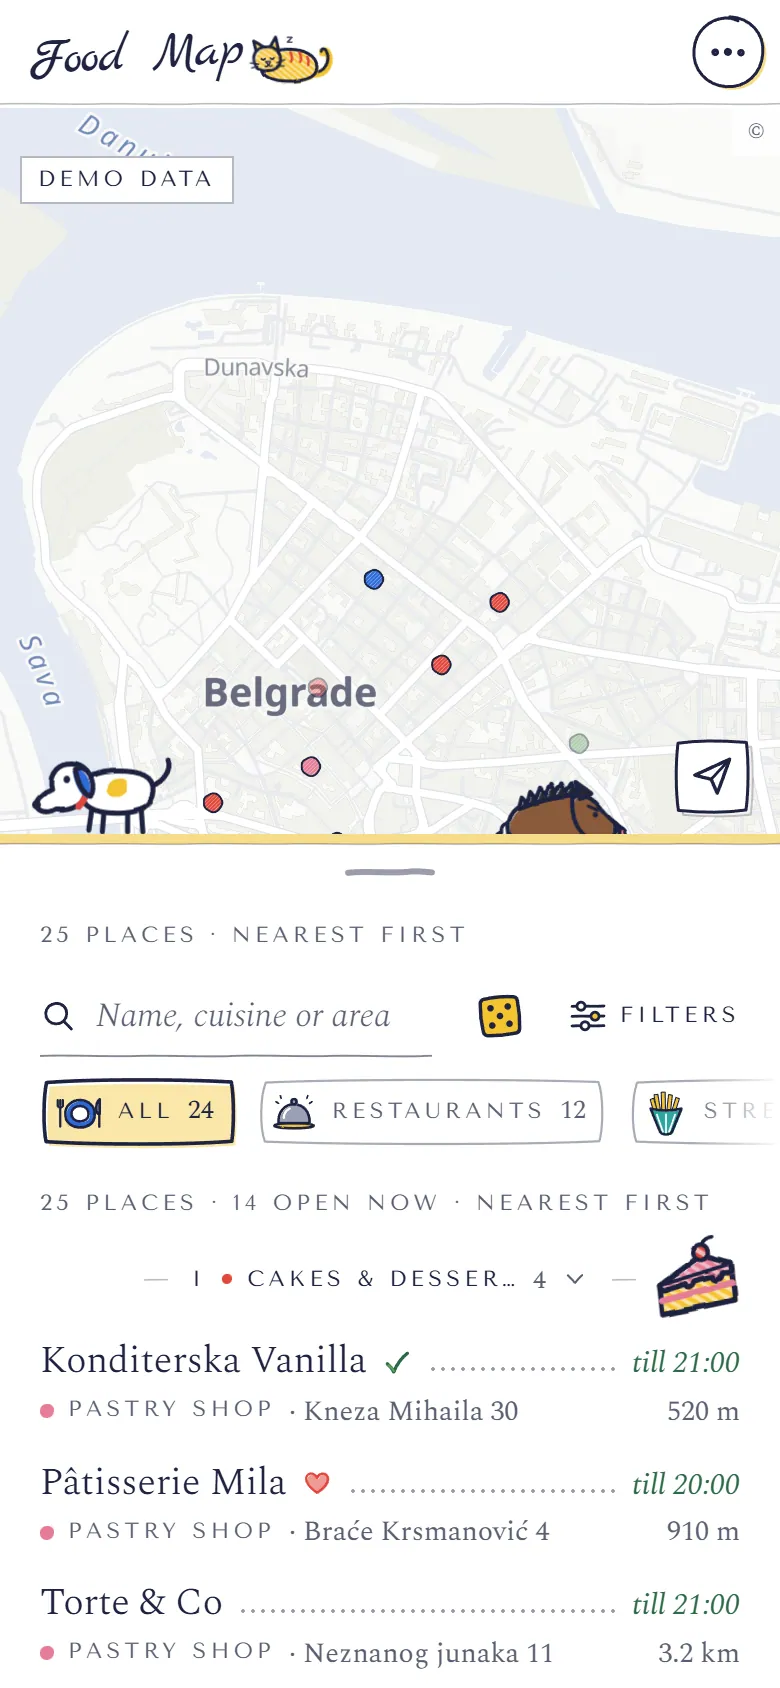 Food Map
z
©
DEMO DATA
Dunavska
Sava
Belgrade
25 PLACES · NEAREST FIRST
Name, cuisine or area
FILTERS
ALL 24
RESTAURANTS 12
25 PLACES · 14 OPEN NOW · NEAREST FIRST
I • CAKES & DESSER… 4
Konditerska Vanilla till 21:00
PASTRY SHOP · Kneza Mihaila 30 520 m
Pâtisserie Mila till 20:00
PASTRY SHOP · Braće Krsmanović 4 910 m
Torte & Co till 21:00
PASTRY SHOP · Neznanog junaka 11 3.2 km